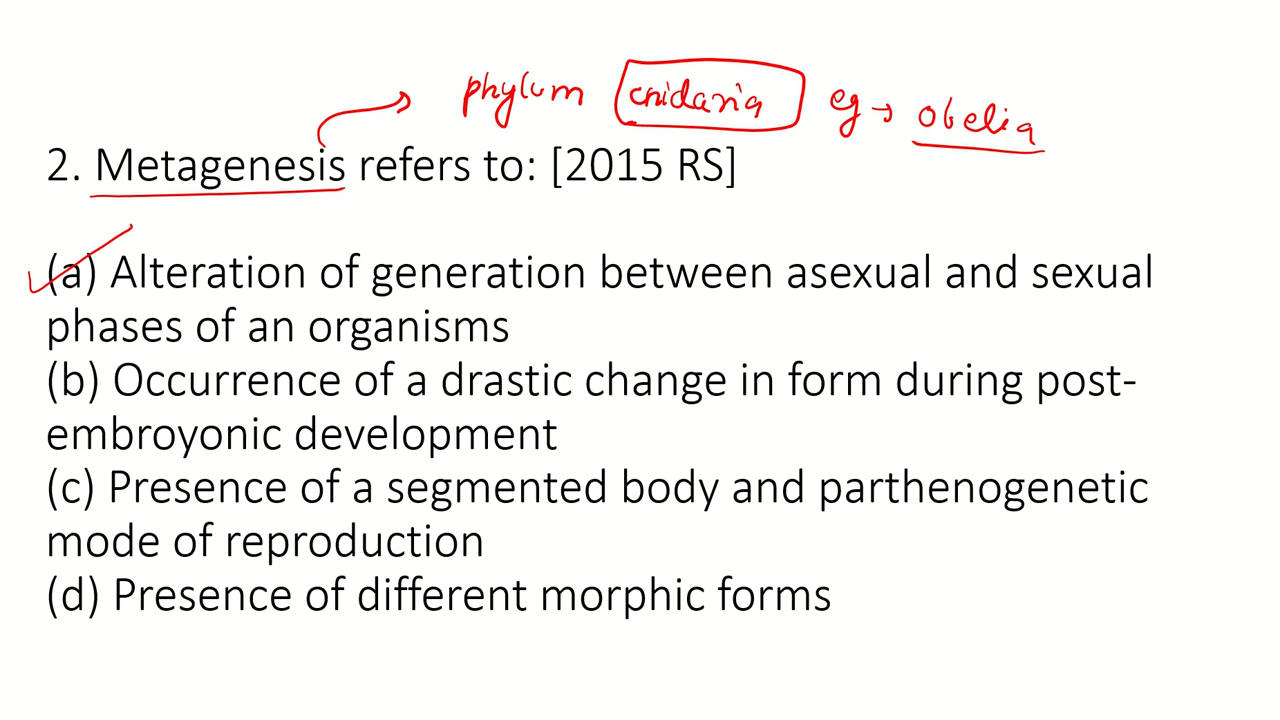 phylum cnidaria eg → obelia
2. Metagenesis refers to: [2015 RS]
(a) Alteration of generation between asexual and sexual
phases of an organisms
(b) Occurrence of a drastic change in form during post-
embroyonic development
(c) Presence of a segmented body and parthenogenetic
mode of reproduction
(d) Presence of different morphic forms